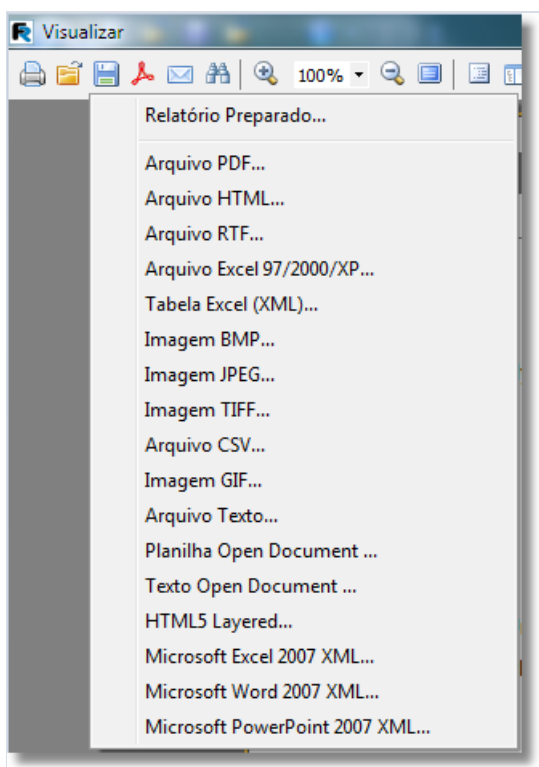 Visualizar
100%
Relatório Preparado...
Arquivo PDF...
Arquivo HTML...
Arquivo RTF...
Arquivo Excel 97/2000/XP...
Tabela Excel (XML)...
Imagem BMP...
Imagem JPEG...
Imagem TIFF...
Arquivo CSV...
Imagem GIF...
Arquivo Texto...
Planilha Open Document ...
Texto Open Document ...
HTML5 Layered...
Microsoft Excel 2007 XML...
Microsoft Word 2007 XML...
Microsoft PowerPoint 2007 XML...